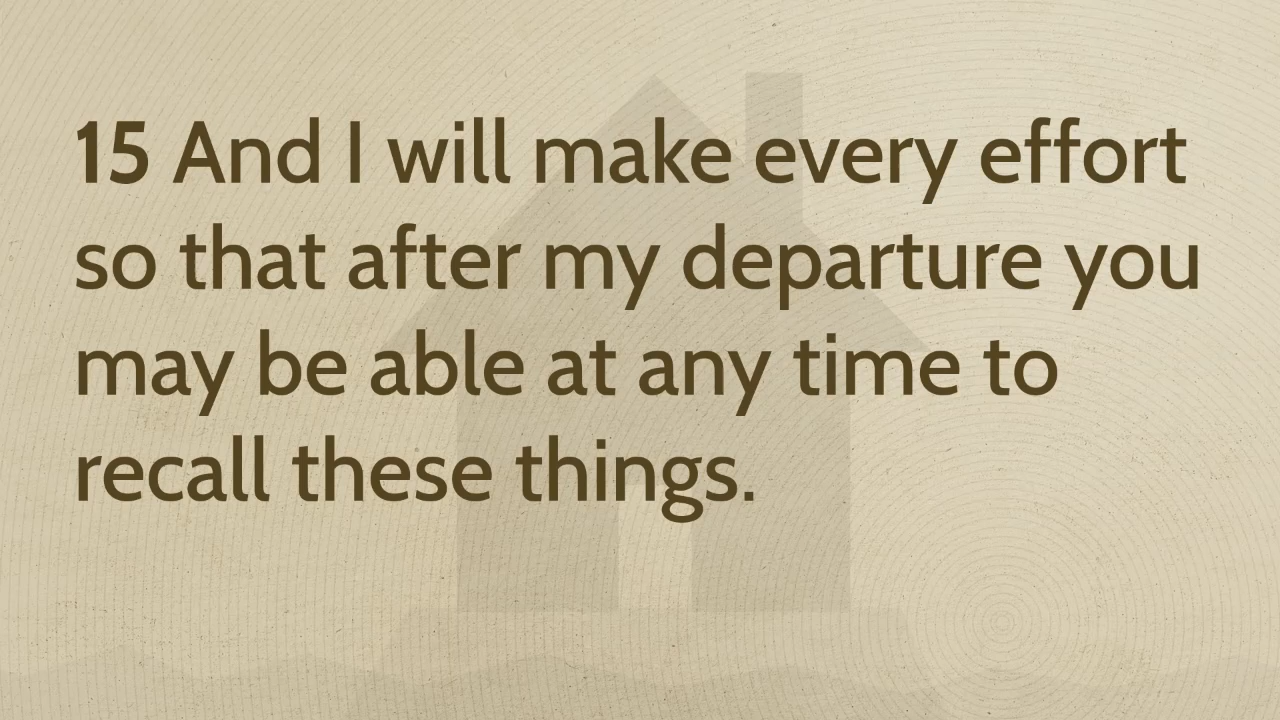 15 And I will make every effort
so that after my departure you
may be able at any time to
recall these things.